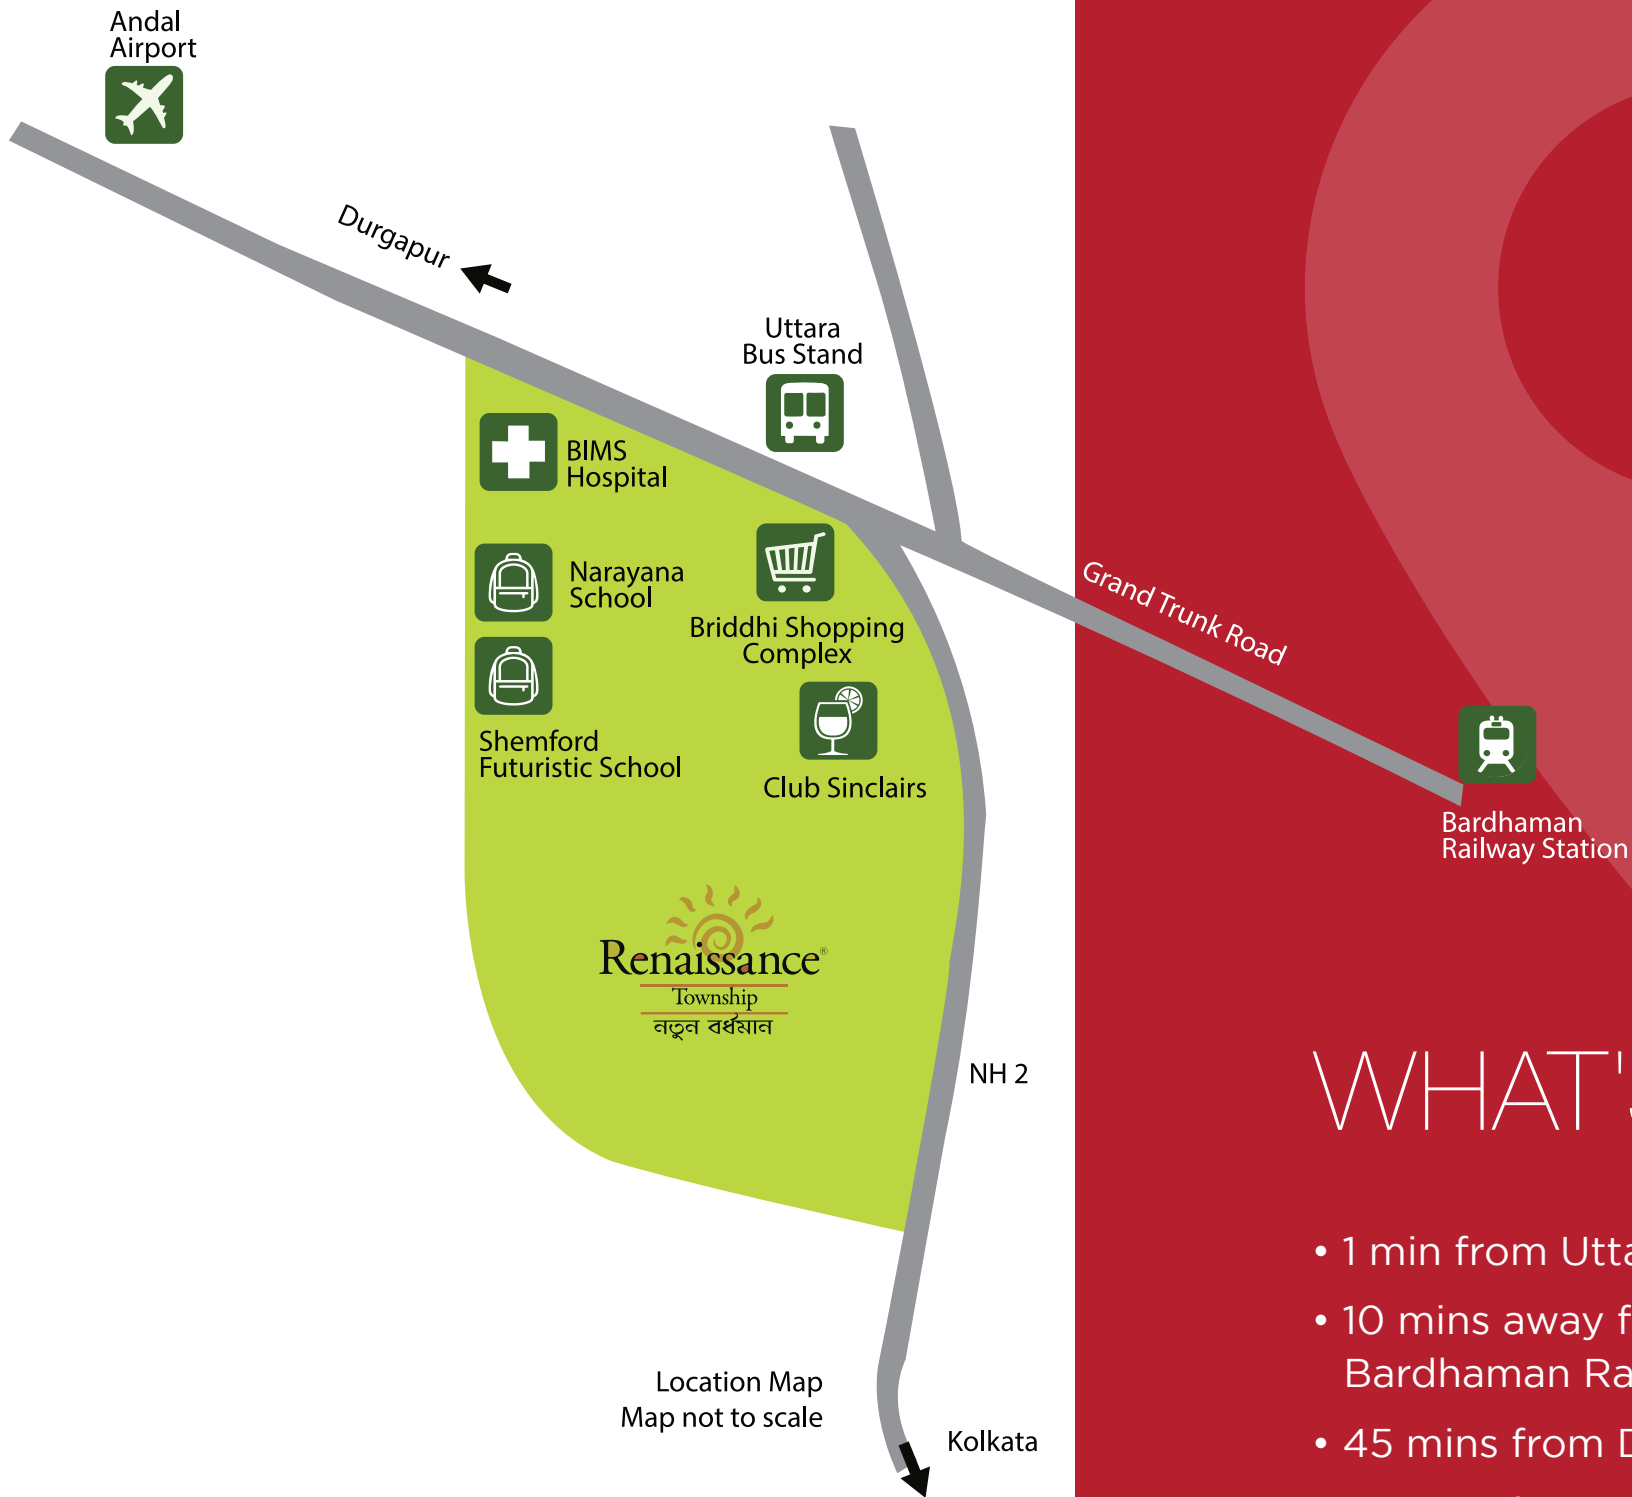 Andal
Airport
Durgapur
Uttara
Bus Stand
BIMS
Hospital
Narayana
School
Briddhi Shopping
Complex
Shemford
Futuristic School
Club Sinclairs
Grand Trunk Road
Bardhaman
Railway Station
Renaissance®
Township
নতুন বর্ধমান
NH 2
WHAT'S
• 1 min from Utta
• 10 mins away f
Bardhaman Ra
• 45 mins from D
Location Map
Map not to scale
Kolkata